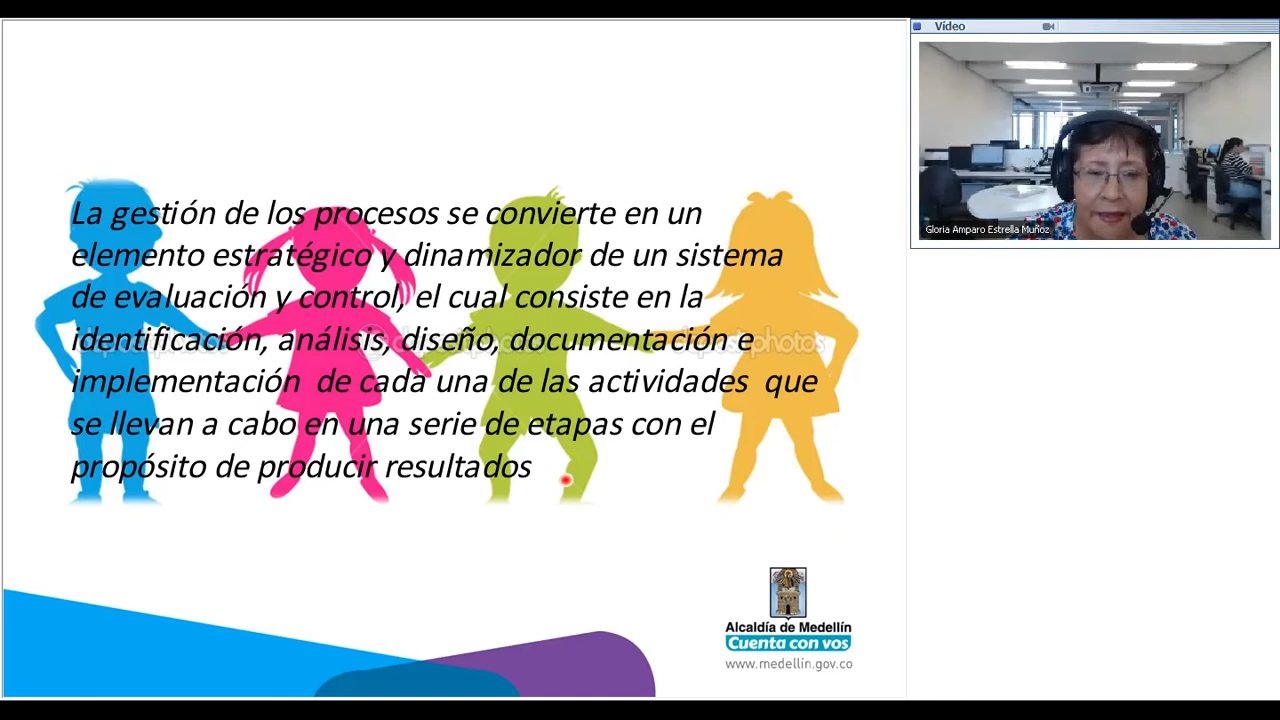 La gestión de los procesos se convierte en un
elemento estratégico y dinamizador de un sistema
de evaluación y control, el cual consiste en la
identificación, análisis, diseño, documentación e
implementación de cada una de las actividades que
se llevan a cabo en una serie de etapas con el
propósito de producir resultados
depositphotos
Alcaldía de Medellín
Cuenta con vos
www.medellín.gov.co
Vídeo
Gloria Amparo Estrella Muñoz